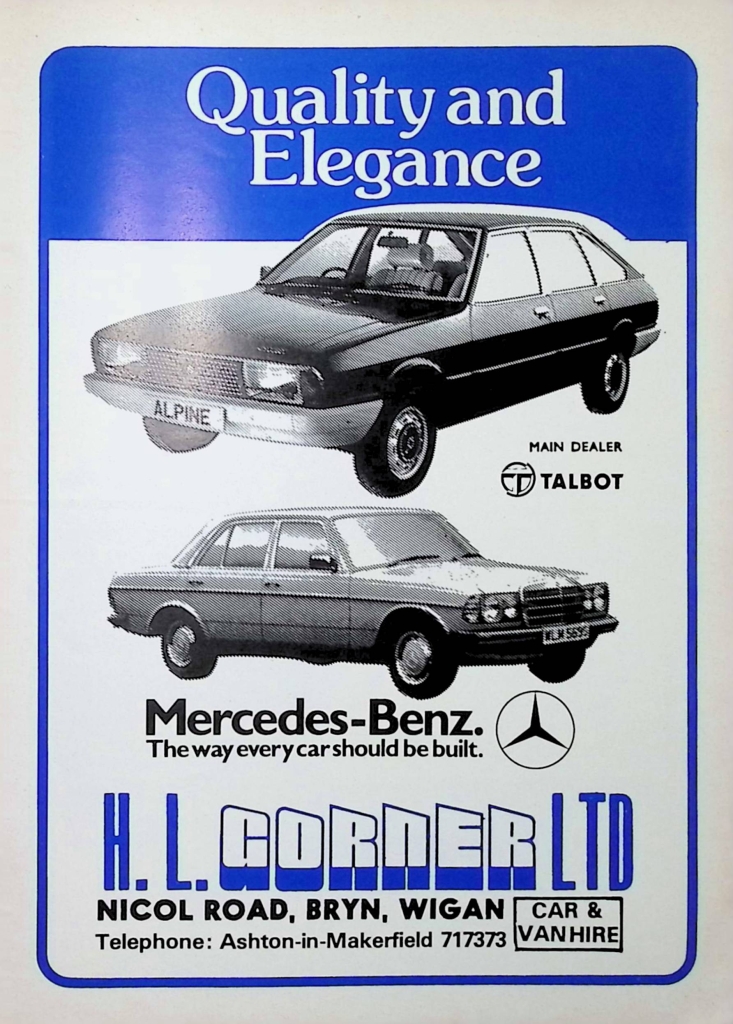 Quality and
Elegance
ALPINE
MAIN DEALER
TALBOT
Mercedes-Benz.
The way every car should be built.
H. L. GORNER LTD
NICOL ROAD, BRYN, WIGAN
Telephone: Ashton-in-Makerfield 717373
CAR &
VAN HIRE